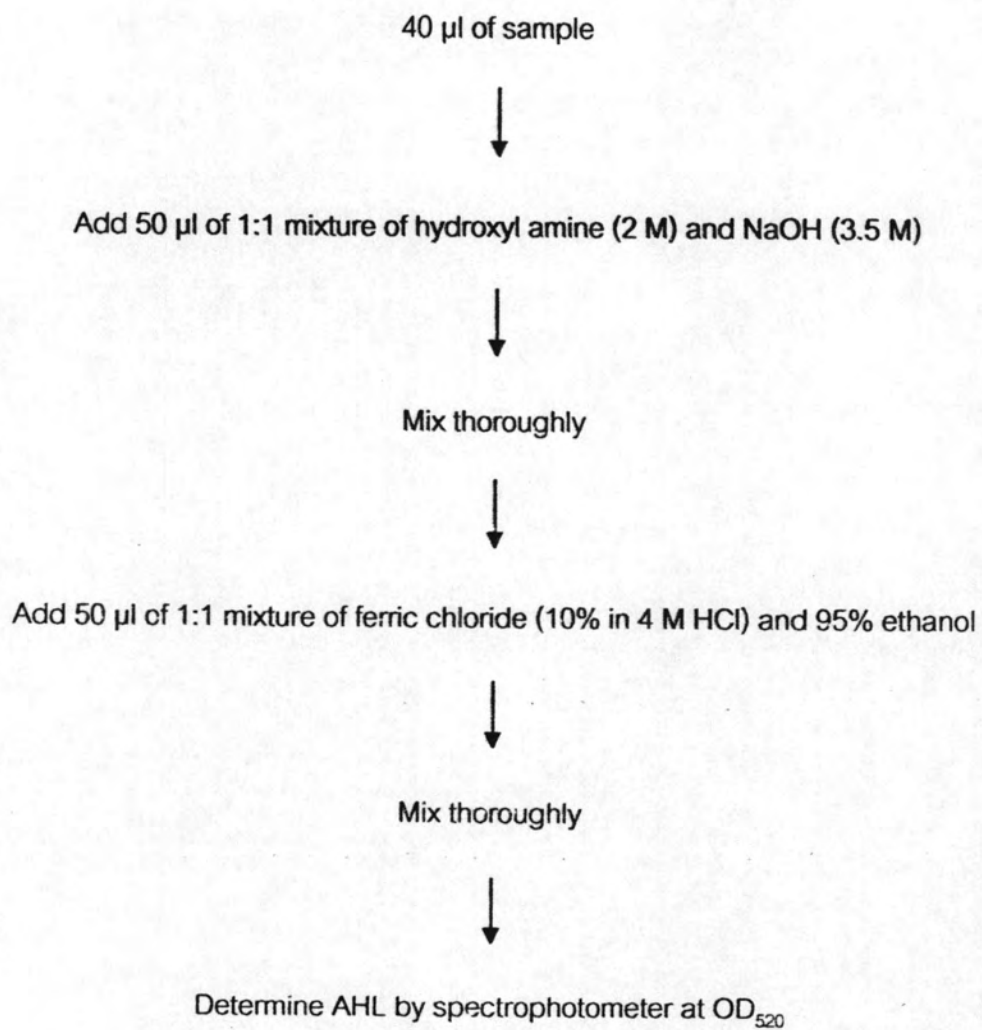 40 µl of sample
Add 50 µl of 1:1 mixture of hydroxyl amine (2 M) and NaOH (3.5 M)
Mix thoroughly
Add 50 µl of 1:1 mixture of ferric chloride (10% in 4 M HCl) and 95% ethanol
Mix thoroughly
Determine AHL by spectrophotometer at OD₅₂₀